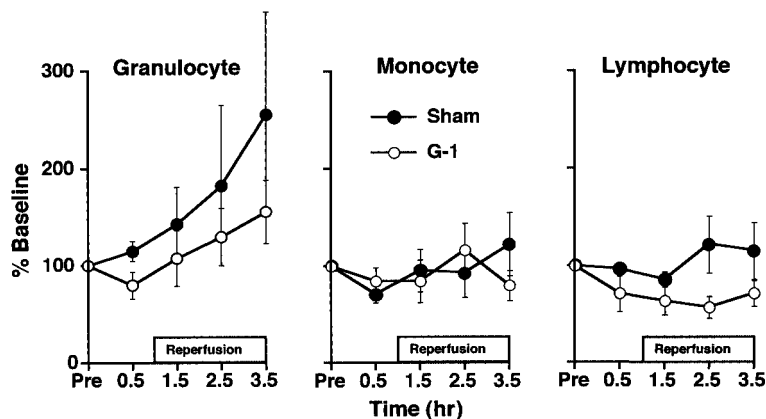 Granulocyte
Monocyte
Lymphocyte
Sham
G-1
% Baseline
300
200
100
0
Reperfusion
Reperfusion
Reperfusion
Pre 0.5 1.5 2.5 3.5
Pre 0.5 1.5 2.5 3.5
Pre 0.5 1.5 2.5 3.5
Time (hr)